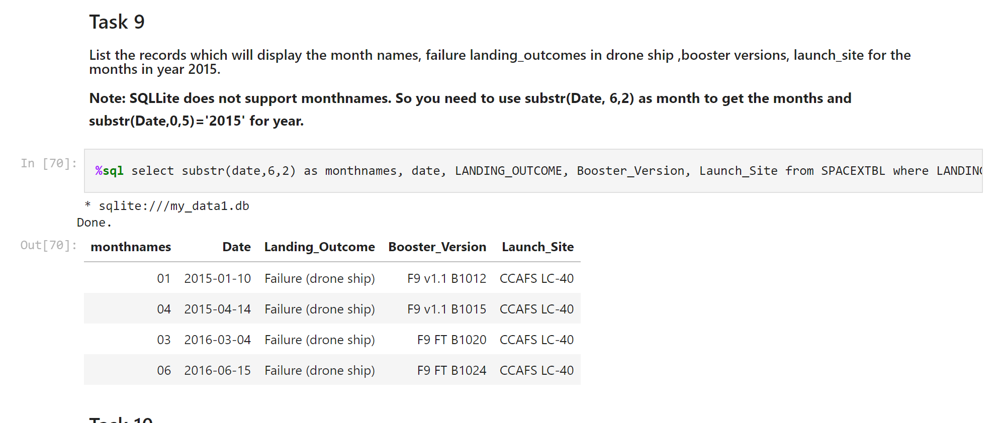 Task 9
List the records which will display the month names, failure landing_outcomes in drone ship ,booster versions, launch_site for the
months in year 2015.
Note: SQLLite does not support monthnames. So you need to use substr(Date, 6,2) as month to get the months and
substr(Date,0,5)='2015' for year.
In [70]: %sql select substr(date,6,2) as monthnames, date, LANDING_OUTCOME, Booster_Version, Launch_Site from SPACEXTBL where LANDING
* sqlite:///my_data1.db
Done.
Out[70]: monthnames Date Landing_Outcome Booster_Version Launch_Site
01 2015-01-10 Failure (drone ship) F9 v1.1 B1012 CCAFS LC-40
04 2015-04-14 Failure (drone ship) F9 v1.1 B1015 CCAFS LC-40
03 2016-03-04 Failure (drone ship) F9 FT B1020 CCAFS LC-40
06 2016-06-15 Failure (drone ship) F9 FT B1024 CCAFS LC-40
Task 10